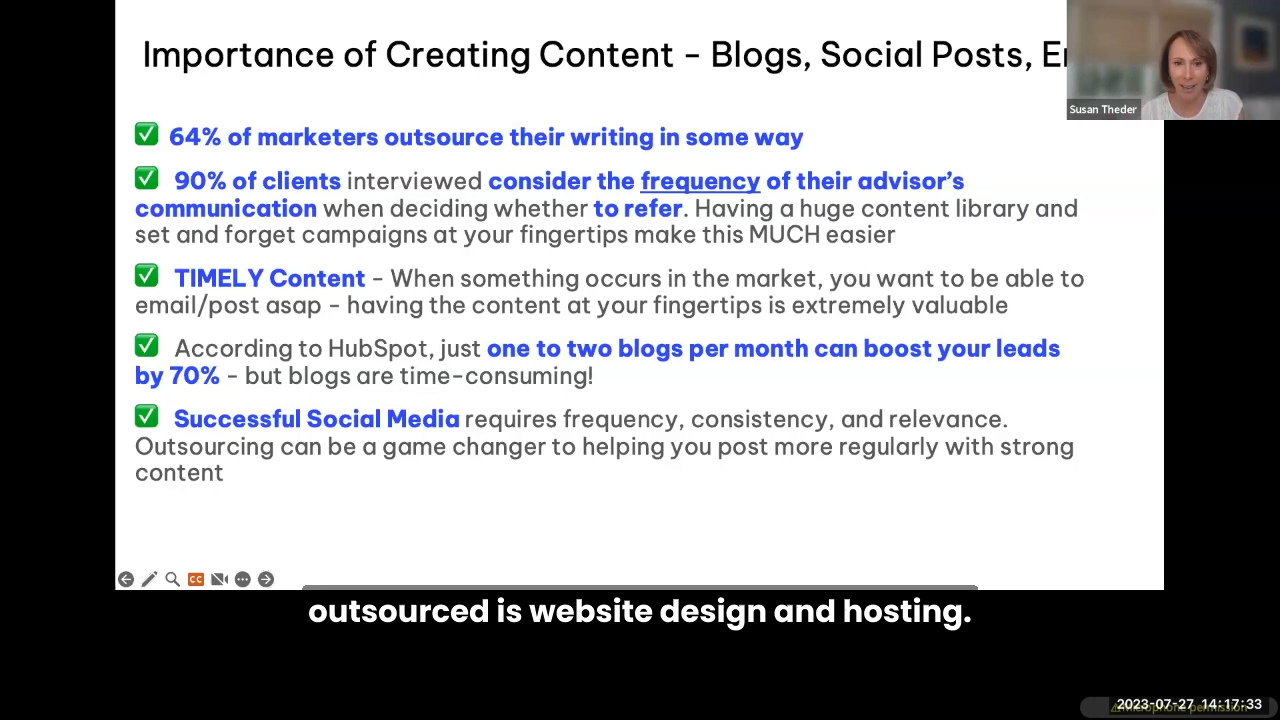 Importance of Creating Content – Blogs, Social Posts,
Susan Theder
✅ 64% of marketers outsource their writing in some way
✅ 90% of clients interviewed consider the frequency of their advisor’s
communication when deciding whether to refer. Having a huge content library and
set and forget campaigns at your fingertips make this MUCH easier
✅ TIMELY Content – When something occurs in the market, you want to be able to
email/post asap – having the content at your fingertips is extremely valuable
✅ According to HubSpot, just one to two blogs per month can boost your leads
by 70% – but blogs are time-consuming!
✅ Successful Social Media requires frequency, consistency, and relevance.
Outsourcing can be a game changer to helping you post more regularly with strong
content
CC
outsourced is website design and hosting.
2023-07-27 14:17:33